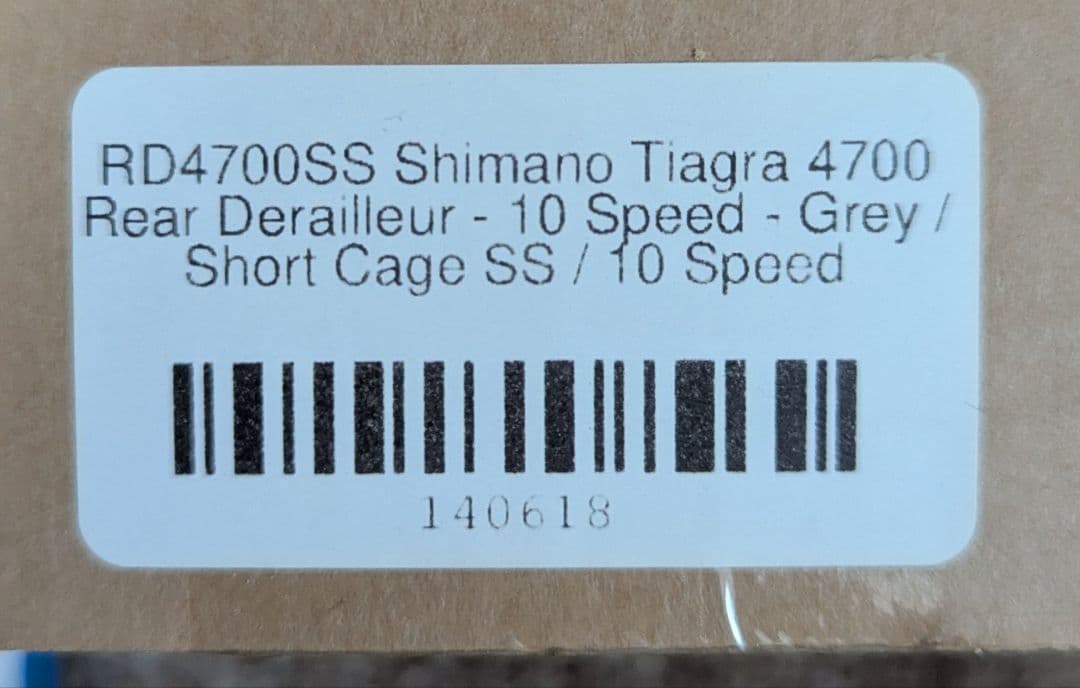 RD4700SS Shimano Tiagra 4700
Rear Derailleur - 10 Speed - Grey /
Short Cage SS / 10 Speed
140618